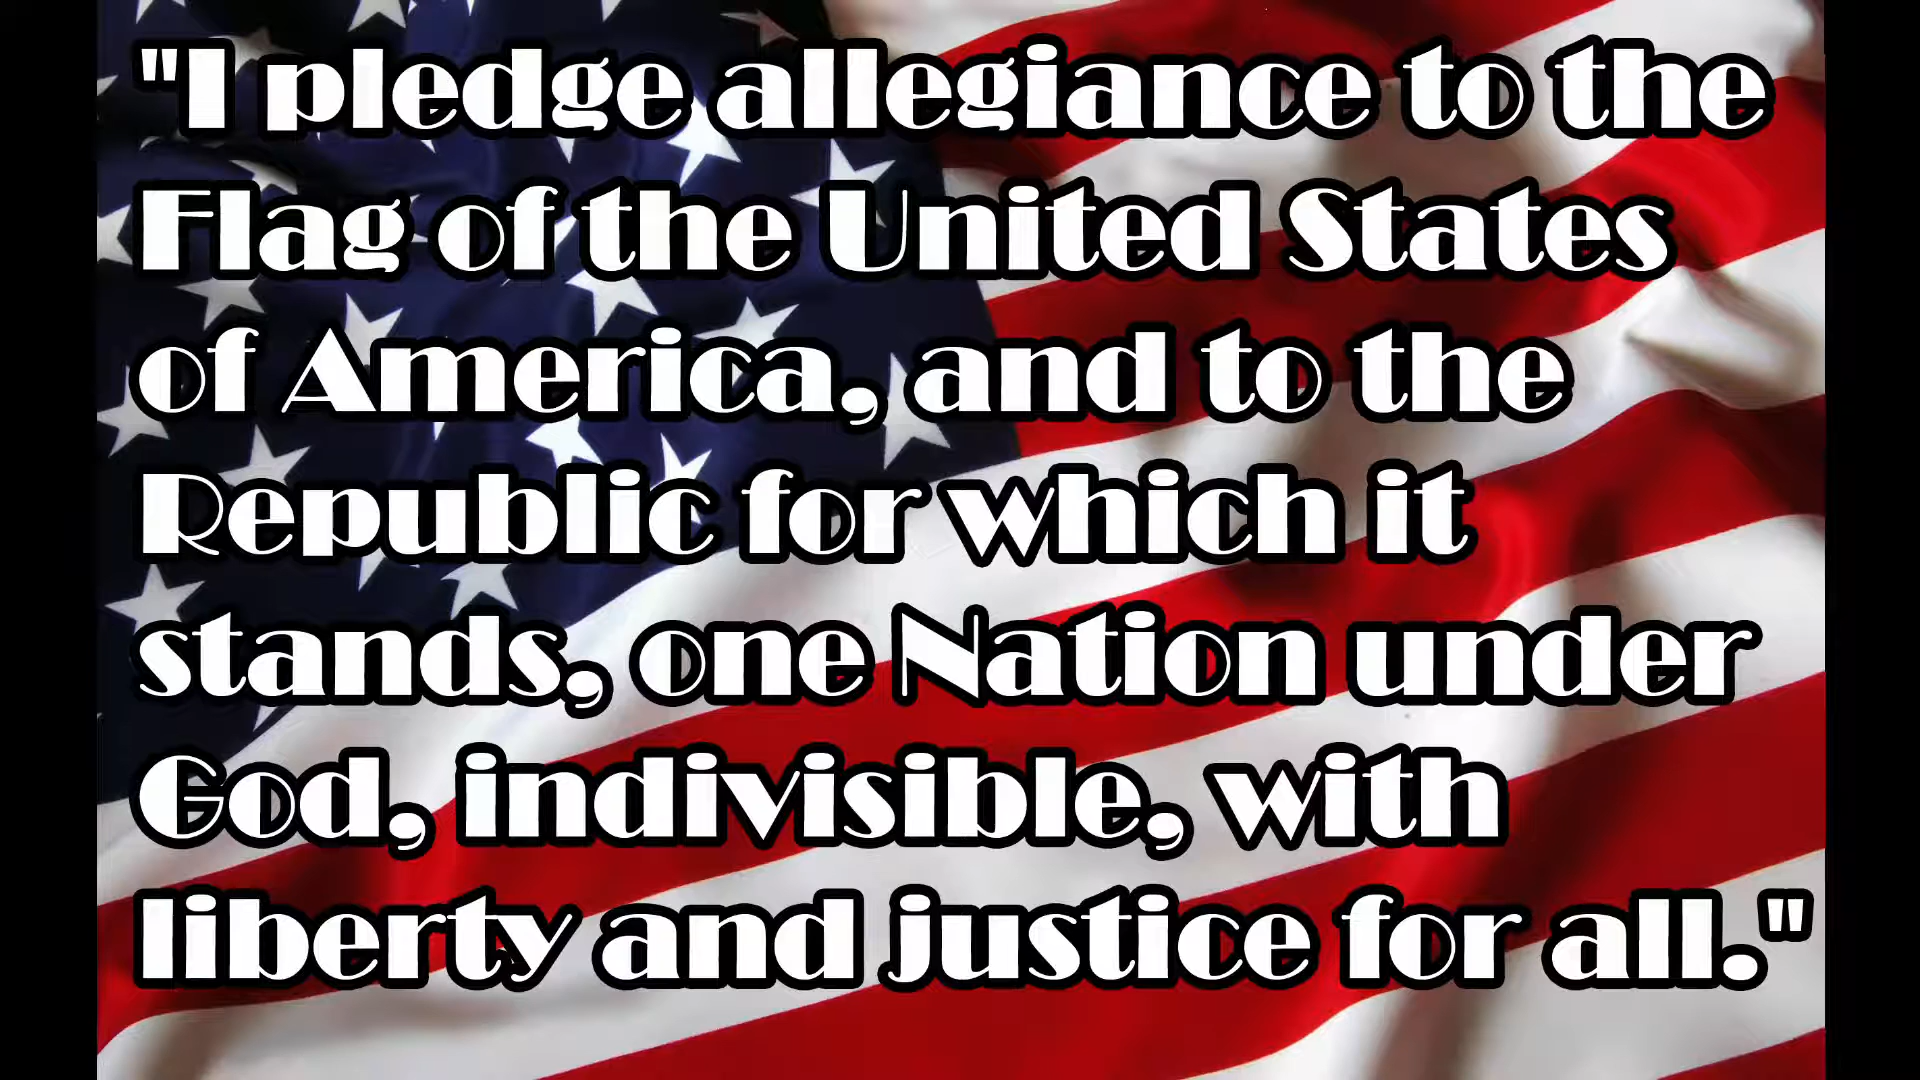 "I pledge allegiance to the
Flag of the United States
of America, and to the
Republic for which it
stands, one Nation under
God, indivisible, with
liberty and justice for all."